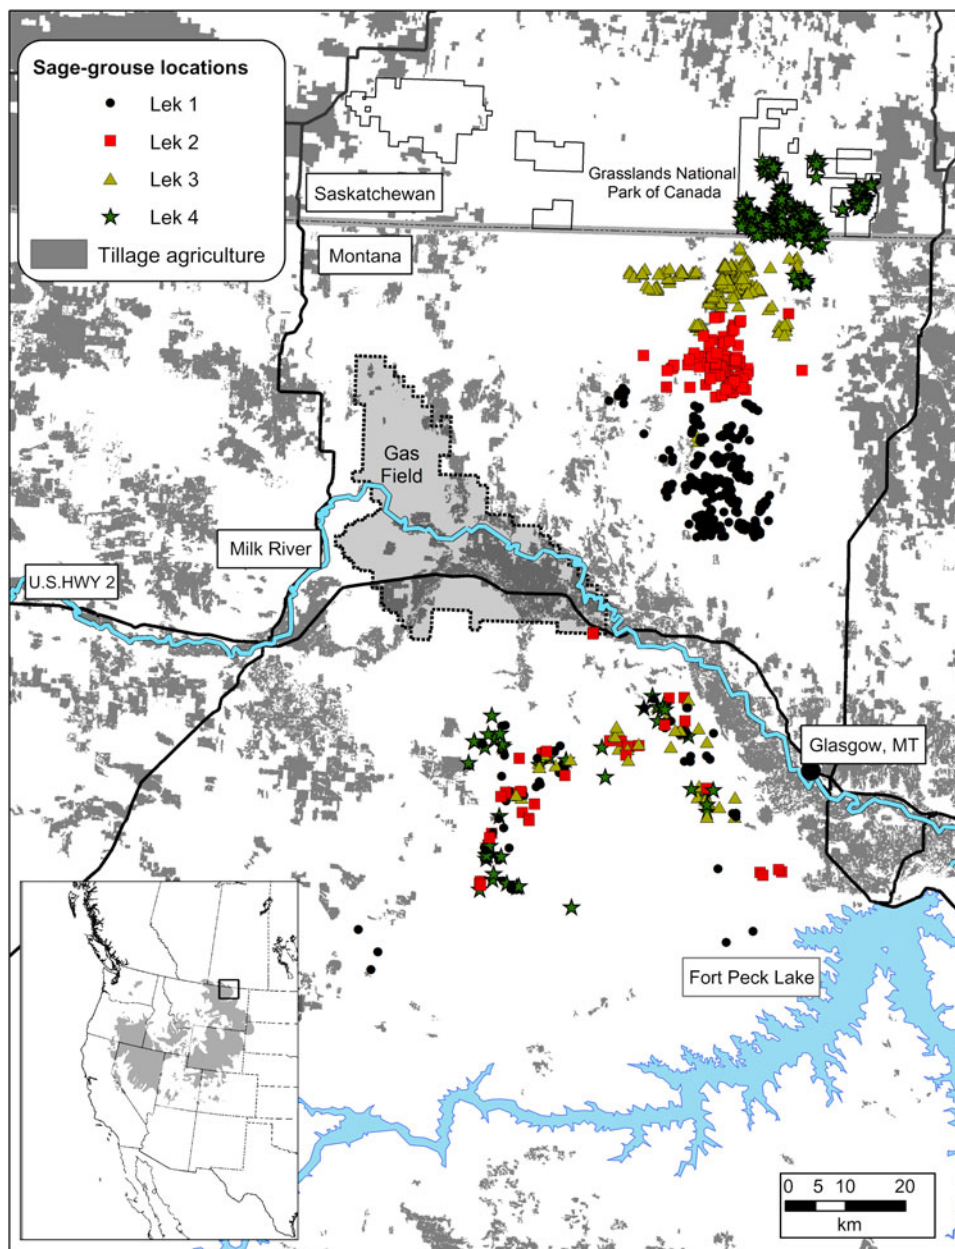 Sage-grouse locations
Lek 1
Lek 2
Lek 3
Lek 4
Tillage agriculture
Grasslands National
Park of Canada
Saskatchewan
Montana
Gas
Field
Milk River
U.S.HWY 2
Glasgow, MT
Fort Peck Lake
0 5 10 20
km